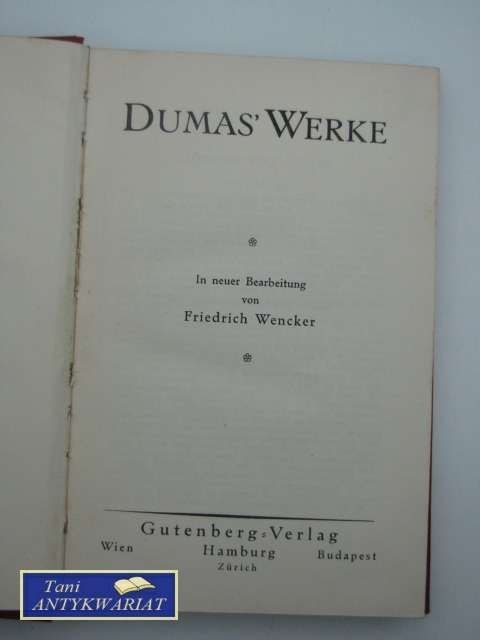 DUMAS' WERKE
In neuer Bearbeitung
von
Friedrich Wencker
Gutenberg=Verlag
Wien Hamburg Budapest
Zürich
Tani
ANTYKWARIAT